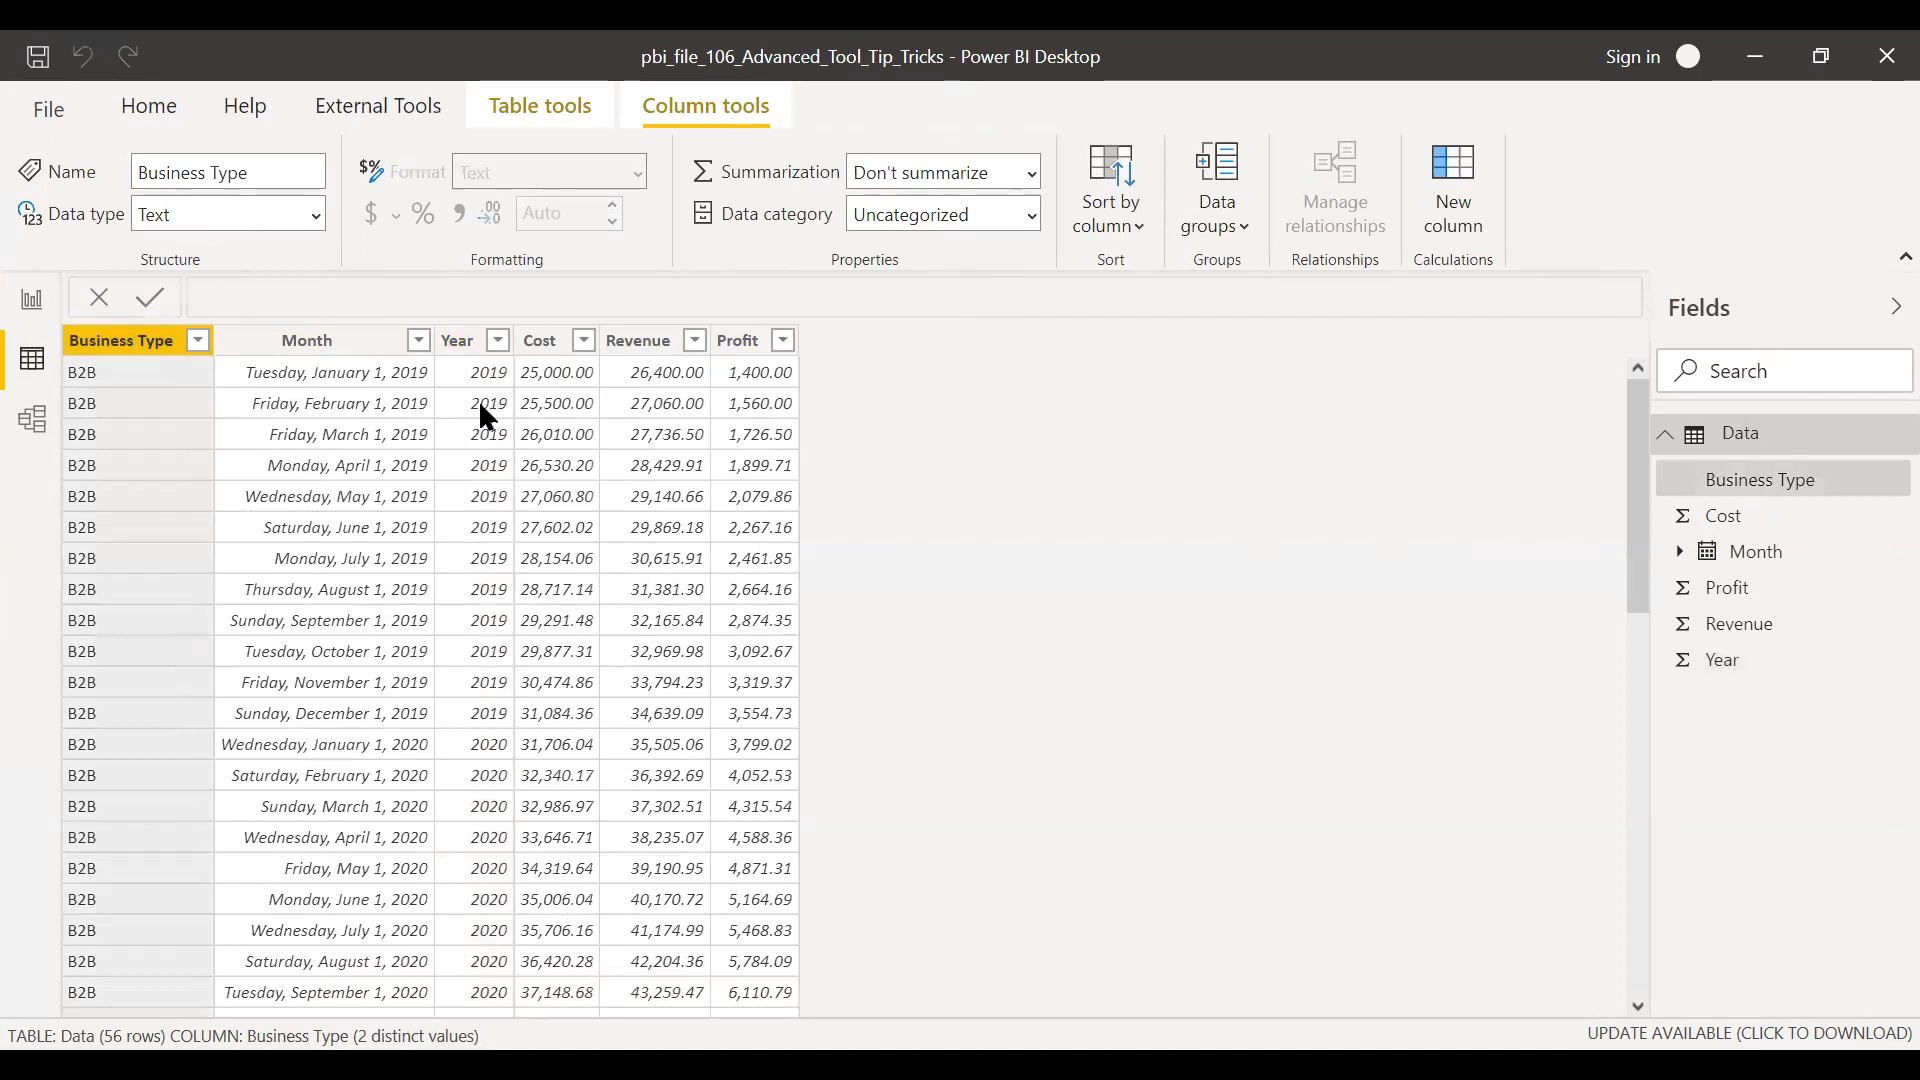 pbi_file_106_Advanced_Tool_Tip_Tricks - Power BI Desktop
Sign in
File Home Help External Tools Table tools Column tools
Name Business Type
Data type Text
Structure
$% Format Text
$ % 9 .00 Auto
Formatting
Summarization Don't summarize
Data category Uncategorized
Properties
Sort by
column
Sort
Data
groups
Groups
Manage
relationships
Relationships
New
column
Calculations
Business Type Month Year Cost Revenue Profit
B2B Tuesday, January 1, 2019 2019 25,000.00 26,400.00 1,400.00
B2B Friday, February 1, 2019 2019 25,500.00 27,060.00 1,560.00
B2B Friday, March 1, 2019 2019 26,010.00 27,736.50 1,726.50
B2B Monday, April 1, 2019 2019 26,530.20 28,429.91 1,899.71
B2B Wednesday, May 1, 2019 2019 27,060.80 29,140.66 2,079.86
B2B Saturday, June 1, 2019 2019 27,602.02 29,869.18 2,267.16
B2B Monday, July 1, 2019 2019 28,154.06 30,615.91 2,461.85
B2B Thursday, August 1, 2019 2019 28,717.14 31,381.30 2,664.16
B2B Sunday, September 1, 2019 2019 29,291.48 32,165.84 2,874.35
B2B Tuesday, October 1, 2019 2019 29,877.31 32,969.98 3,092.67
B2B Friday, November 1, 2019 2019 30,474.86 33,794.23 3,319.37
B2B Sunday, December 1, 2019 2019 31,084.36 34,639.09 3,554.73
B2B Wednesday, January 1, 2020 2020 31,706.04 35,505.06 3,799.02
B2B Saturday, February 1, 2020 2020 32,340.17 36,392.69 4,052.53
B2B Sunday, March 1, 2020 2020 32,986.97 37,302.51 4,315.54
B2B Wednesday, April 1, 2020 2020 33,646.71 38,235.07 4,588.36
B2B Friday, May 1, 2020 2020 34,319.64 39,190.95 4,871.31
B2B Monday, June 1, 2020 2020 35,006.04 40,170.72 5,164.69
B2B Wednesday, July 1, 2020 2020 35,706.16 41,174.99 5,468.83
B2B Saturday, August 1, 2020 2020 36,420.28 42,204.36 5,784.09
B2B Tuesday, September 1, 2020 2020 37,148.68 43,259.47 6,110.79
Fields
Search
Data
Business Type
Cost
Month
Profit
Revenue
Year
TABLE: Data (56 rows) COLUMN: Business Type (2 distinct values)
UPDATE AVAILABLE (CLICK TO DOWNLOAD)